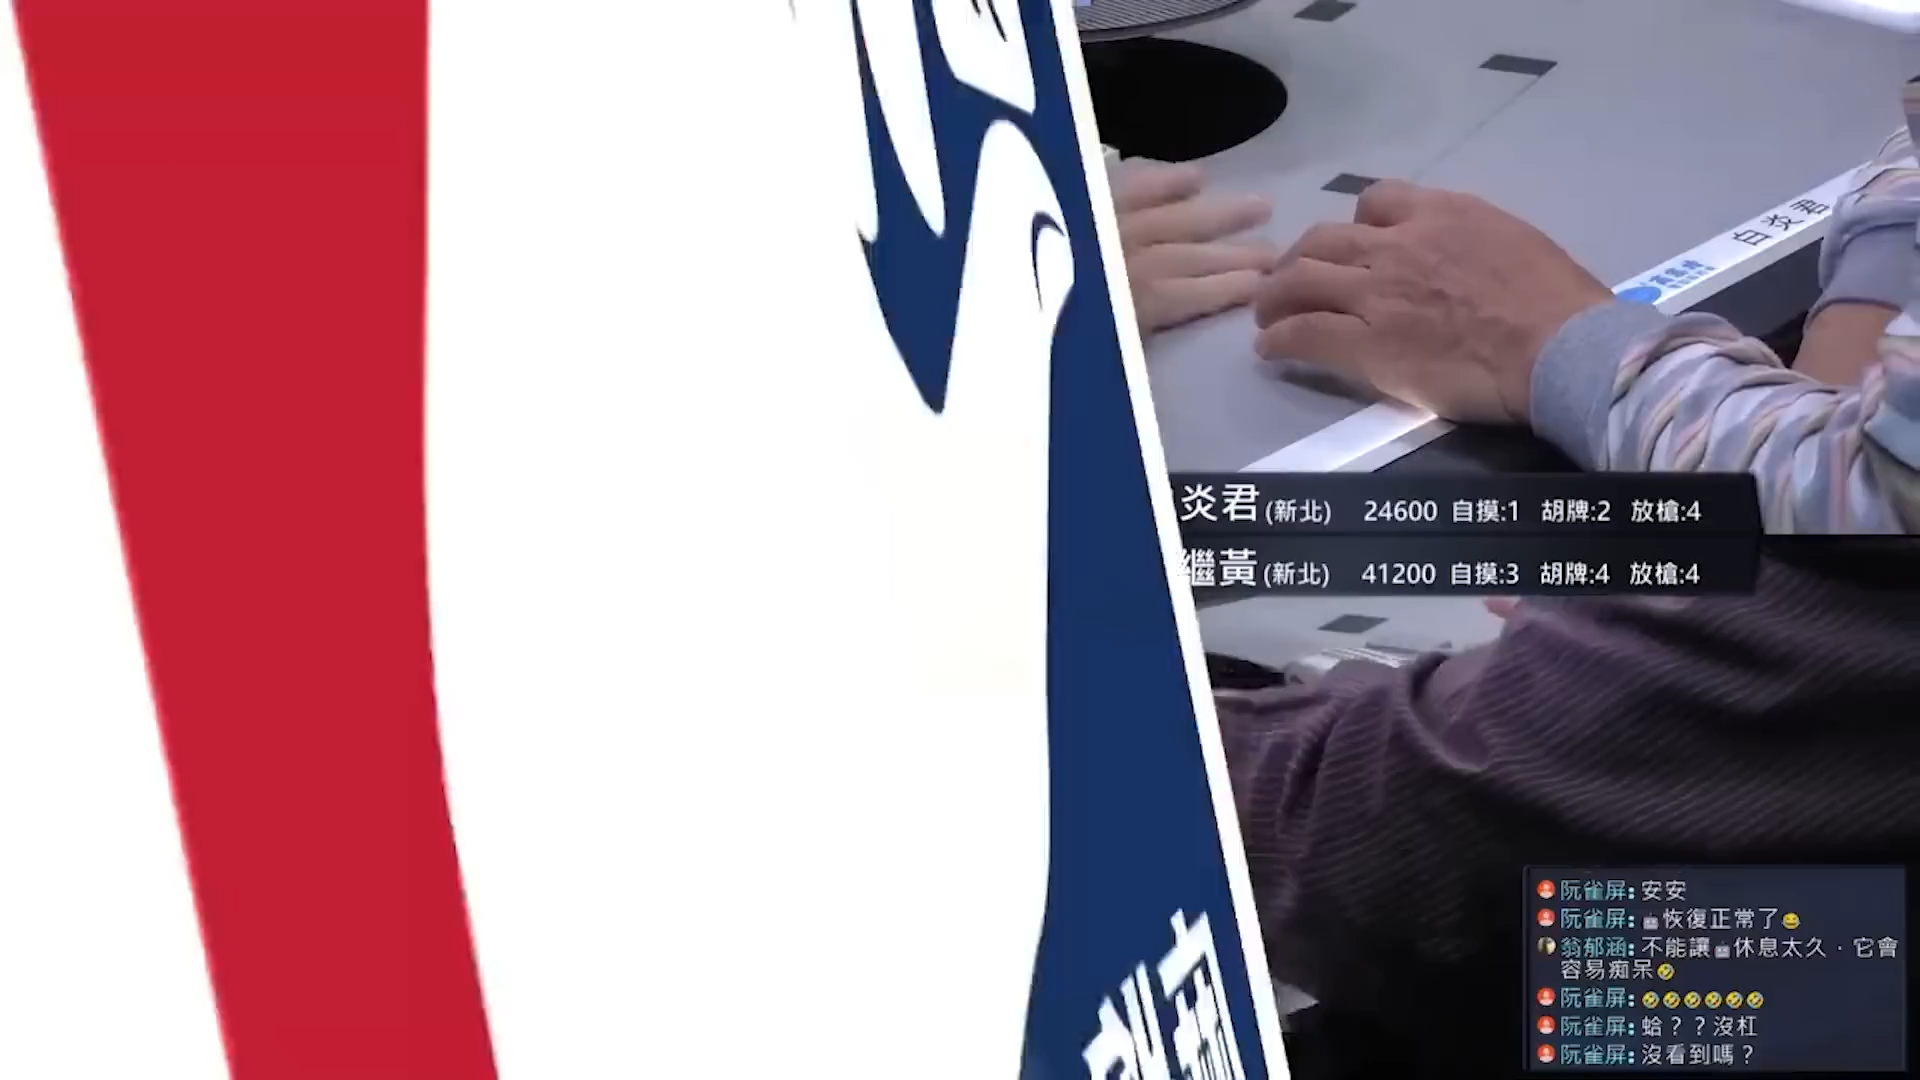 白炎君
炎君(新北) 24600 自摸:1 胡牌:2 放槍:4
繼黃(新北) 41200 自摸:3 胡牌:4 放槍:4
阮雀屏: 安安
阮雀屏: 🤖恢復正常了😂
翁郁涵: 不能讓🤖休息太久，它會
容易痴呆🤣
阮雀屏: 🤣🤣🤣🤣🤣🤣
阮雀屏: 蛤？？沒杠
阮雀屏: 沒看到嗎？